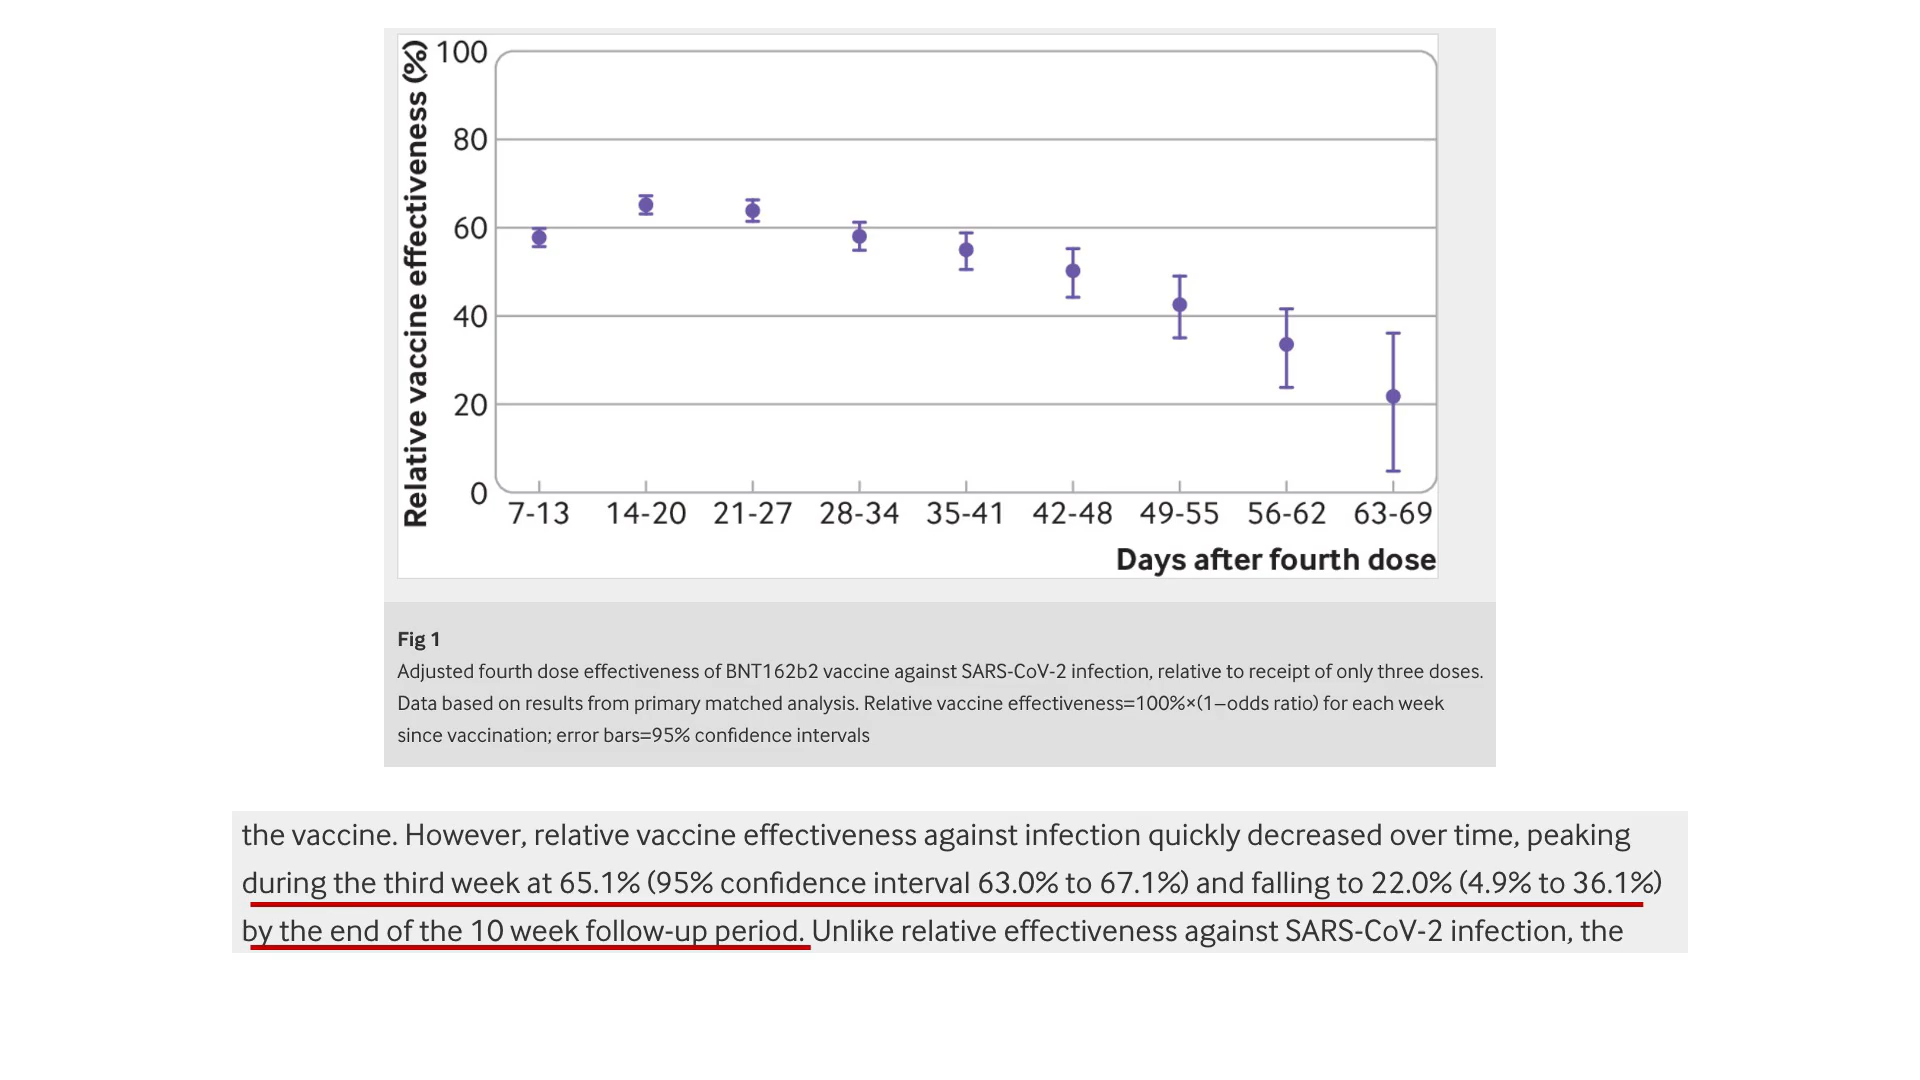 Relative vaccine effectiveness (%)
100
80
60
40
20
0
7-13 14-20 21-27 28-34 35-41 42-48 49-55 56-62 63-69
Days after fourth dose
Fig 1
Adjusted fourth dose effectiveness of BNT162b2 vaccine against SARS-CoV-2 infection, relative to receipt of only three doses.
Data based on results from primary matched analysis. Relative vaccine effectiveness=100%×(1–odds ratio) for each week
since vaccination; error bars=95% confidence intervals
the vaccine. However, relative vaccine effectiveness against infection quickly decreased over time, peaking
during the third week at 65.1% (95% confidence interval 63.0% to 67.1%) and falling to 22.0% (4.9% to 36.1%)
by the end of the 10 week follow-up period. Unlike relative effectiveness against SARS-CoV-2 infection, the